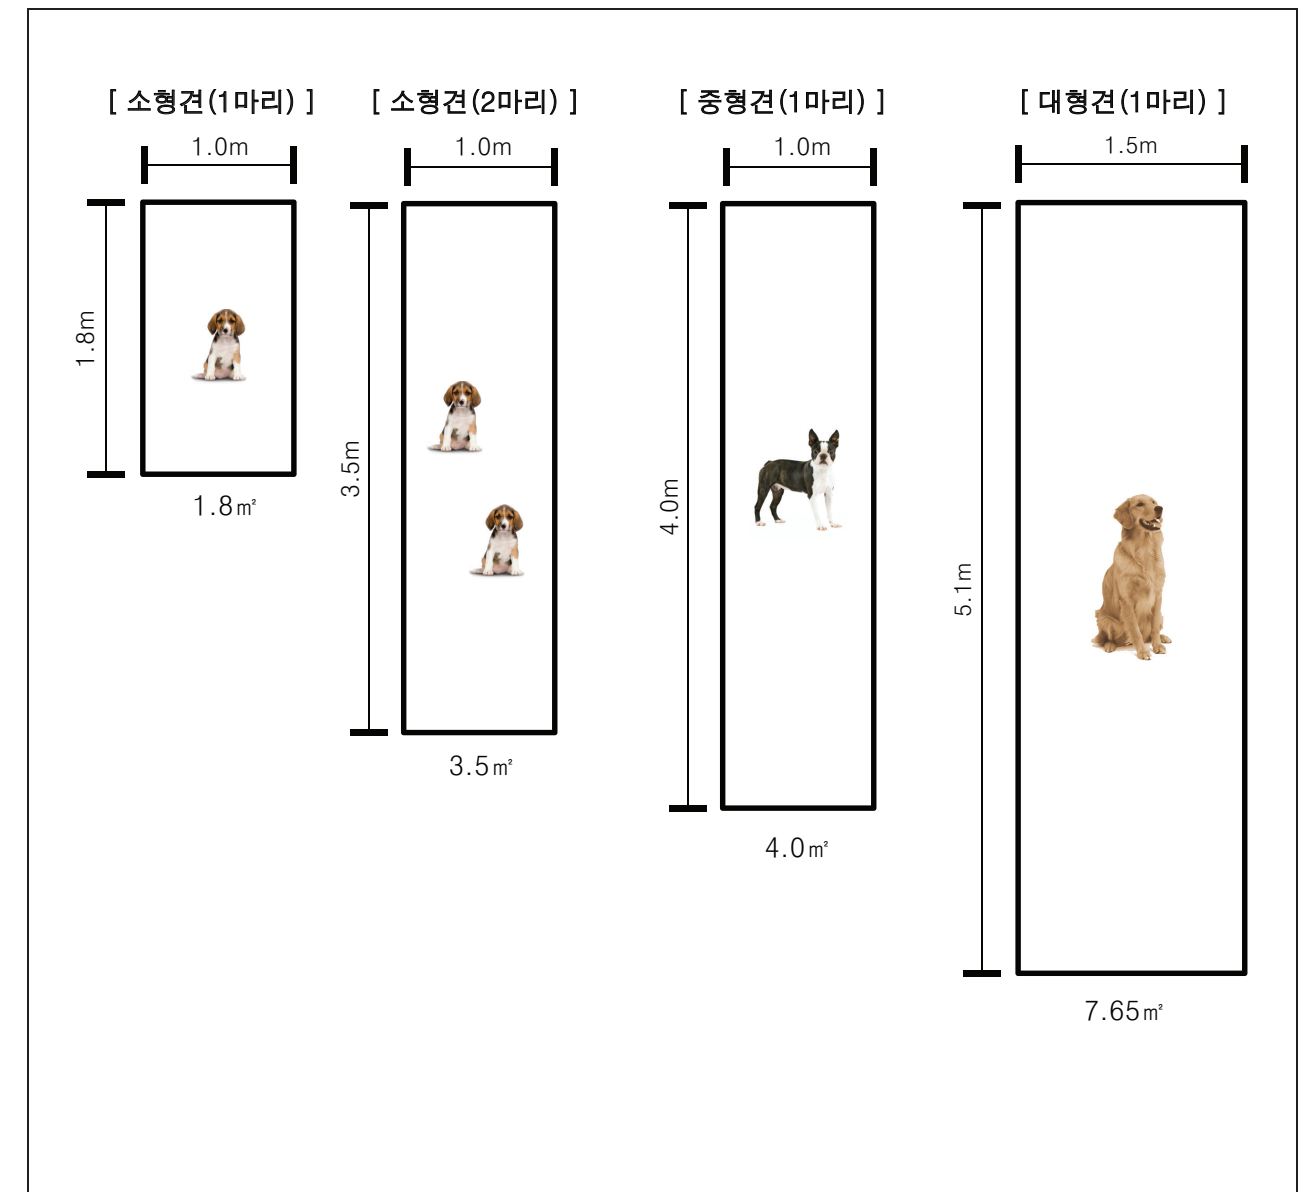 [ 소형견(1마리) ]
1.0m
1.8m
1.8㎡
[ 소형견(2마리) ]
1.0m
3.5m
3.5㎡
[ 중형견(1마리) ]
1.0m
4.0m
4.0㎡
[ 대형견(1마리) ]
1.5m
5.1m
7.65㎡